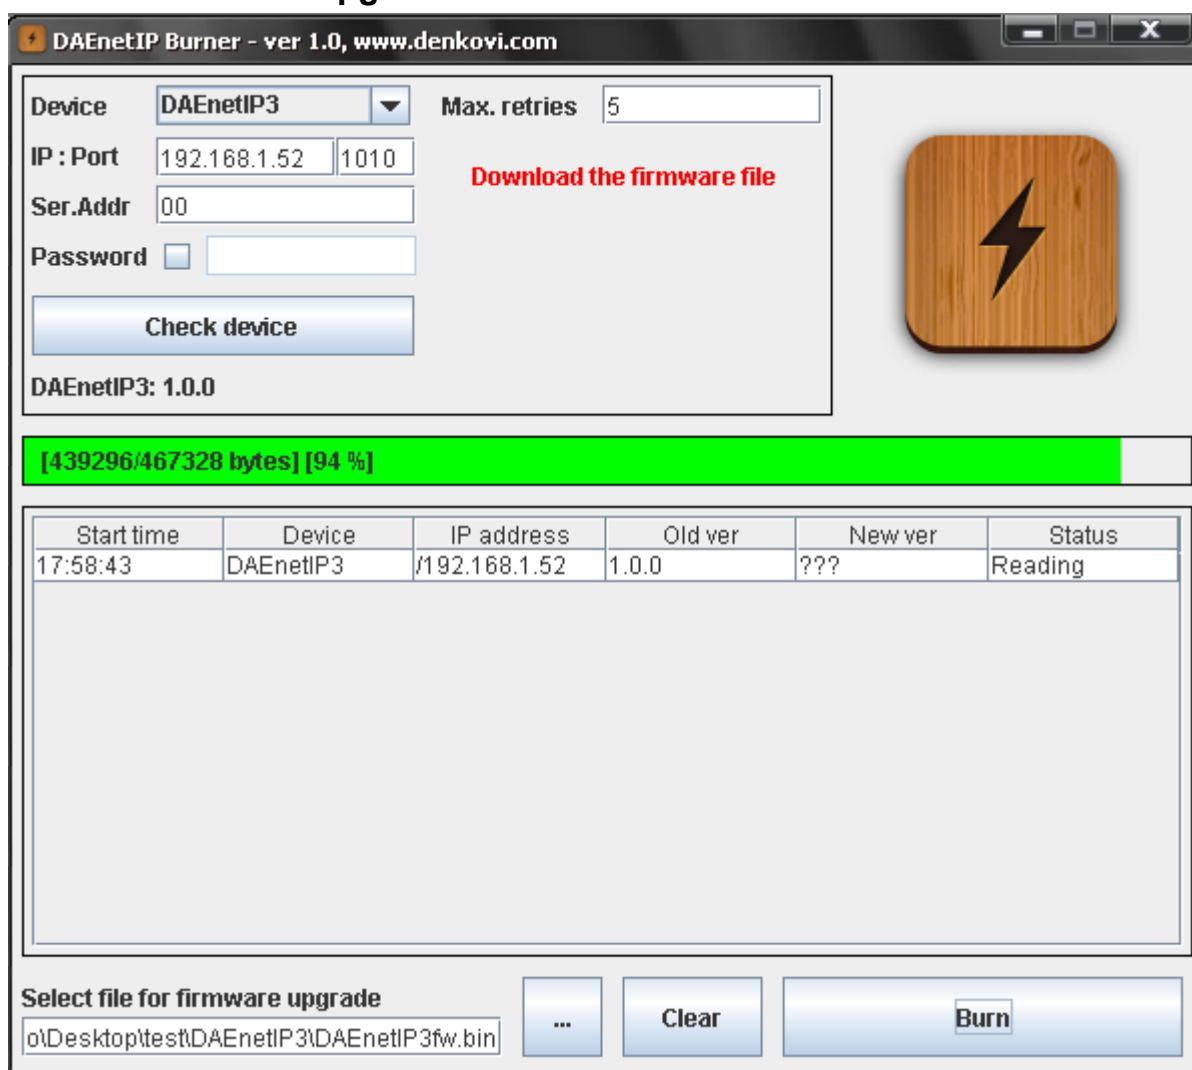 DAEnetIP Burner - ver 1.0, www.denkovi.com
Device DAEnetIP3 Max. retries 5
IP : Port 192.168.1.52 1010
Download the firmware file
Ser.Addr 00
Password
Check device
DAEnetIP3: 1.0.0
[439296/467328 bytes] [94 %]
Start time Device IP address Old ver New ver Status
17:58:43 DAEnetIP3 /192.168.1.52 1.0.0 ??? Reading
Select file for firmware upgrade
o\Desktop\test\DAEnetIP3\DAEnetIP3fw.bin ... Clear Burn